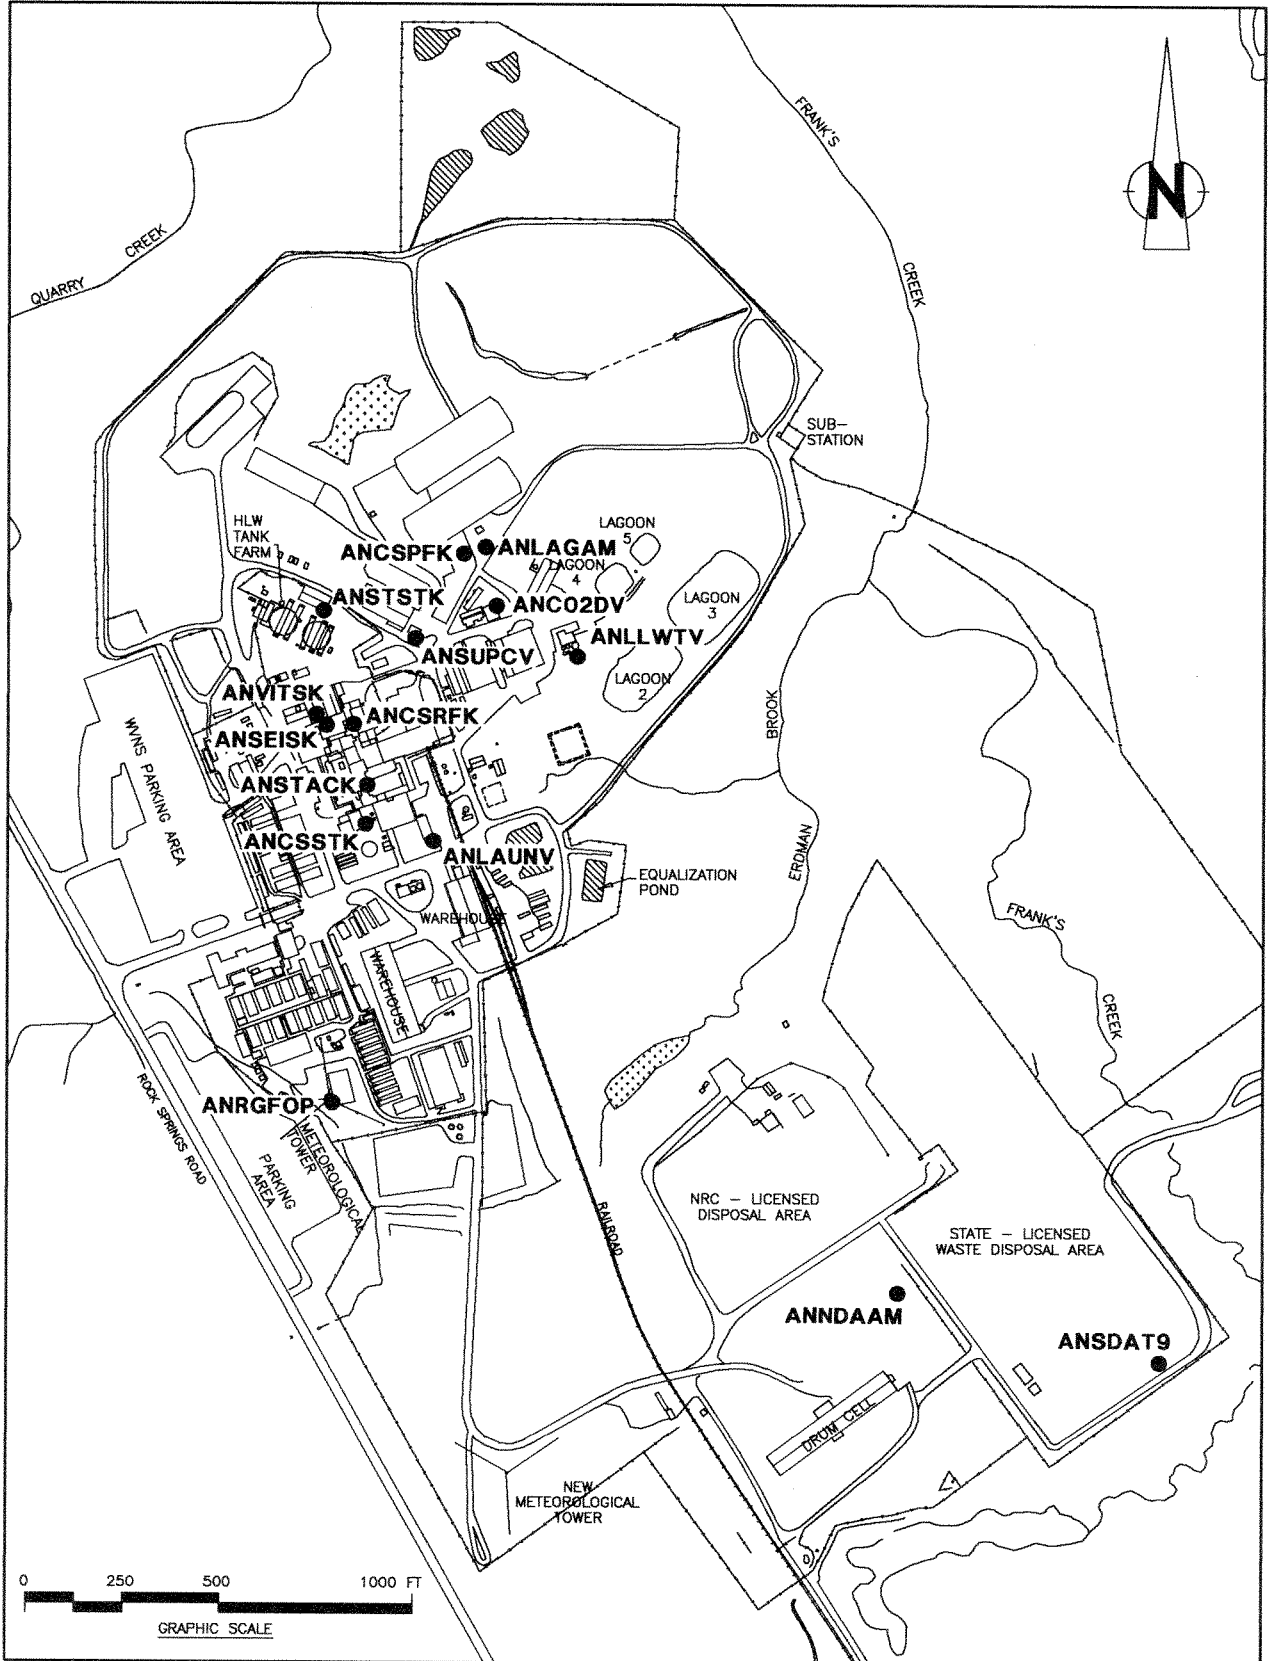 FRANK'S
CREEK
N
QUARRY
CREEK
SUB-
STATION
HLW
TANK
FARM
LAGOON
5
ANCSPFK
ANLAGAM
LAGOON
4
ANSTSTK
ANC02DV
LAGOON
3
ANLLWTV
ANSUPCV
LAGOON
2
ANVITSK
ANCSRFK
BROOK
ANSEISK
WVNS PARKING AREA
ANSTACK
ANCSSTK
ANLAUNV
ERDMAN
EQUALIZATION
POND
WAREHOUSE
FRANK'S
CREEK
WAREHOUSE
ROCK SPRINGS ROAD
ANRGFOP
METEOROLOGICAL
TOWER
PARKING
AREA
RAILROAD
NRC – LICENSED
DISPOSAL AREA
STATE – LICENSED
WASTE DISPOSAL AREA
ANNDAAM
ANSDAT9
DRUM CELL
NEW
METEOROLOGICAL
TOWER
0 250 500 1000 FT
GRAPHIC SCALE